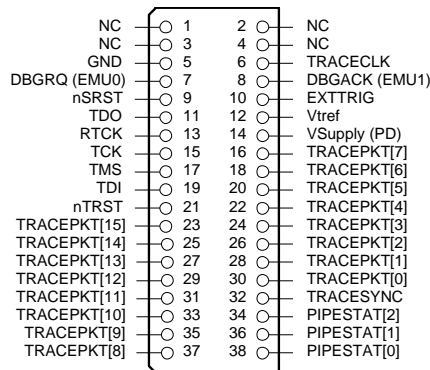 NC 1 2 NC
NC 3 4 NC
GND 5 6 TRACECLK
DBGRQ (EMU0) 7 8 DBGACK (EMU1)
nSRST 9 10 EXTTRIG
TDO 11 12 Vtref
RTCK 13 14 VSupply (PD)
TCK 15 16 TRACEPKT[7]
TMS 17 18 TRACEPKT[6]
TDI 19 20 TRACEPKT[5]
nTRST 21 22 TRACEPKT[4]
TRACEPKT[15] 23 24 TRACEPKT[3]
TRACEPKT[14] 25 26 TRACEPKT[2]
TRACEPKT[13] 27 28 TRACEPKT[1]
TRACEPKT[12] 29 30 TRACEPKT[0]
TRACEPKT[11] 31 32 TRACESYNC
TRACEPKT[10] 33 34 PIPESTAT[2]
TRACEPKT[9] 35 36 PIPESTAT[1]
TRACEPKT[8] 37 38 PIPESTAT[0]